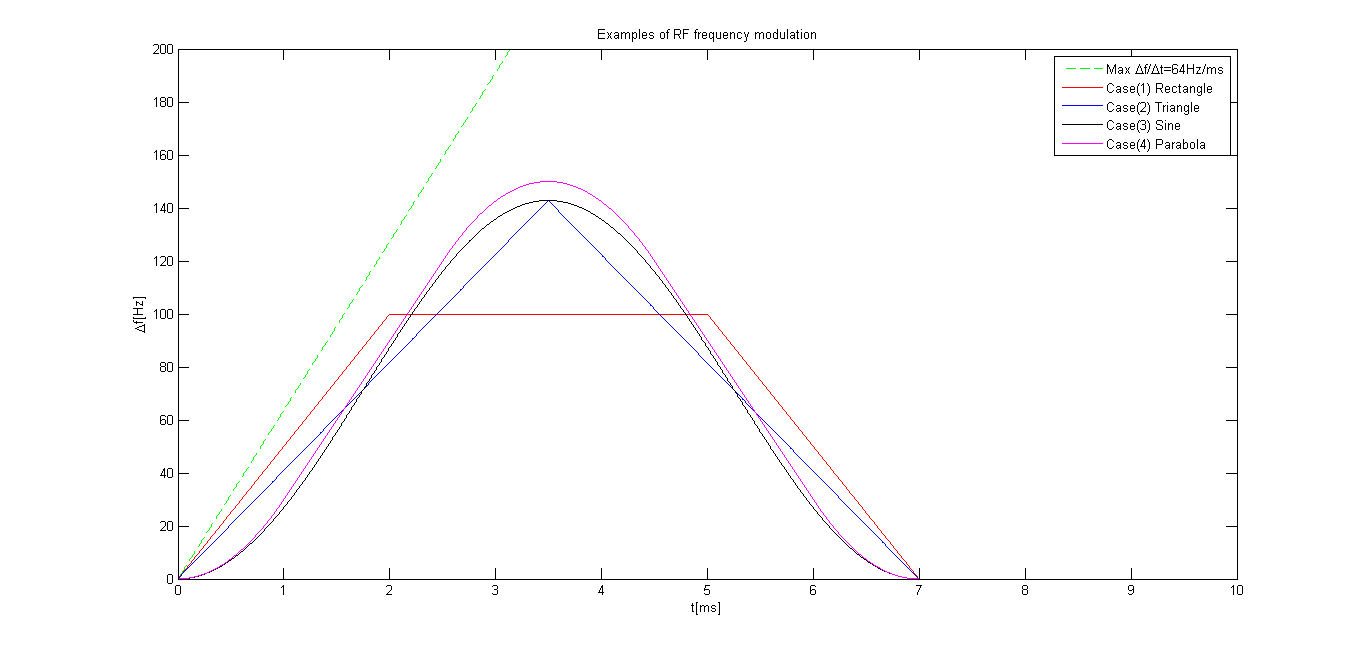 Examples of RF frequency modulation
200
180
160
140
120
100
80
60
40
20
0
Δf[Hz]
0 1 2 3 4 5 6 7 8 9 10
t[ms]
Max Δf/Δt=64Hz/ms
Case(1) Rectangle
Case(2) Triangle
Case(3) Sine
Case(4) Parabola